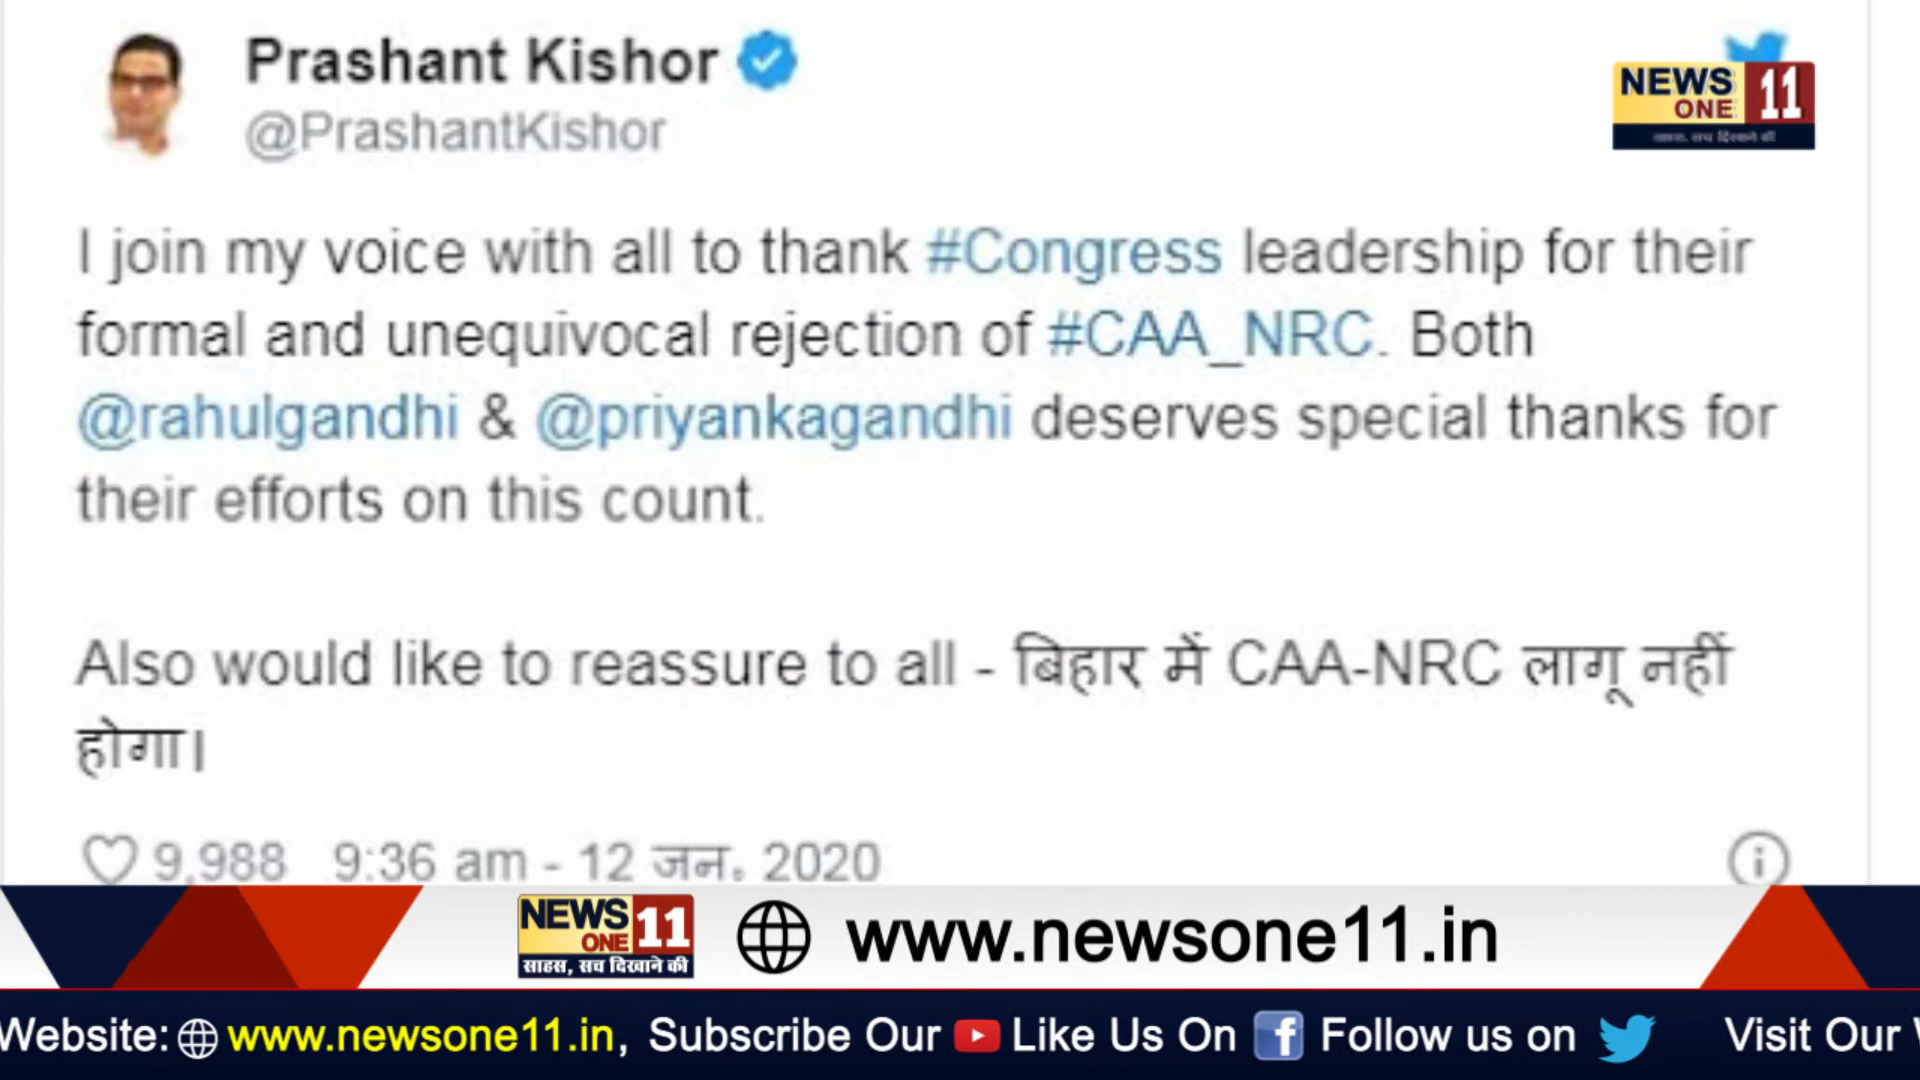 Prashant Kishor
@PrashantKishor
NEWS
ONE 11
I join my voice with all to thank #Congress leadership for their
formal and unequivocal rejection of #CAA_NRC. Both
@rahulgandhi & @priyankagandhi deserves special thanks for
their efforts on this count.
Also would like to reassure to all - बिहार में CAA-NRC लागू नहीं
होगा।
9,988 9:36 am - 12 जन. 2020
NEWS
ONE 11
साहस, सच दिखाने की
www.newsone11.in
Website: www.newsone11.in, Subscribe Our Like Us On Follow us on Visit Our